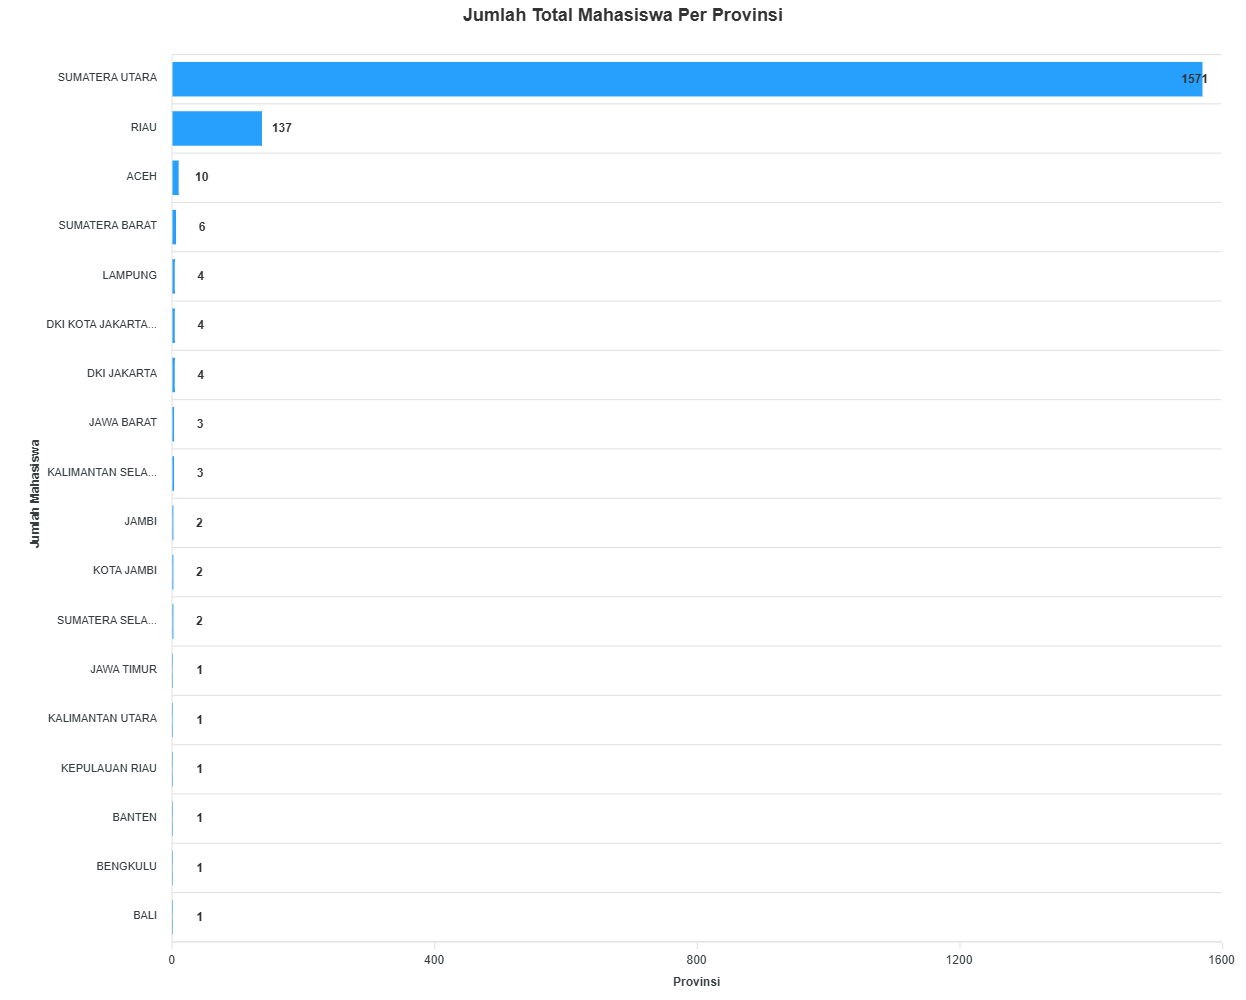 Jumlah Total Mahasiswa Per Provinsi
SUMATERA UTARA 1571
RIAU 137
ACEH 10
SUMATERA BARAT 6
LAMPUNG 4
DKI KOTA JAKARTA... 4
DKI JAKARTA 4
JAWA BARAT 3
KALIMANTAN SELA... 3
JAMBI 2
KOTA JAMBI 2
SUMATERA SELA... 2
JAWA TIMUR 1
KALIMANTAN UTARA 1
KEPULAUAN RIAU 1
BANTEN 1
BENGKULU 1
BALI 1
Jumlah Mahasiswa
0 400 800 1200 1600
Provinsi